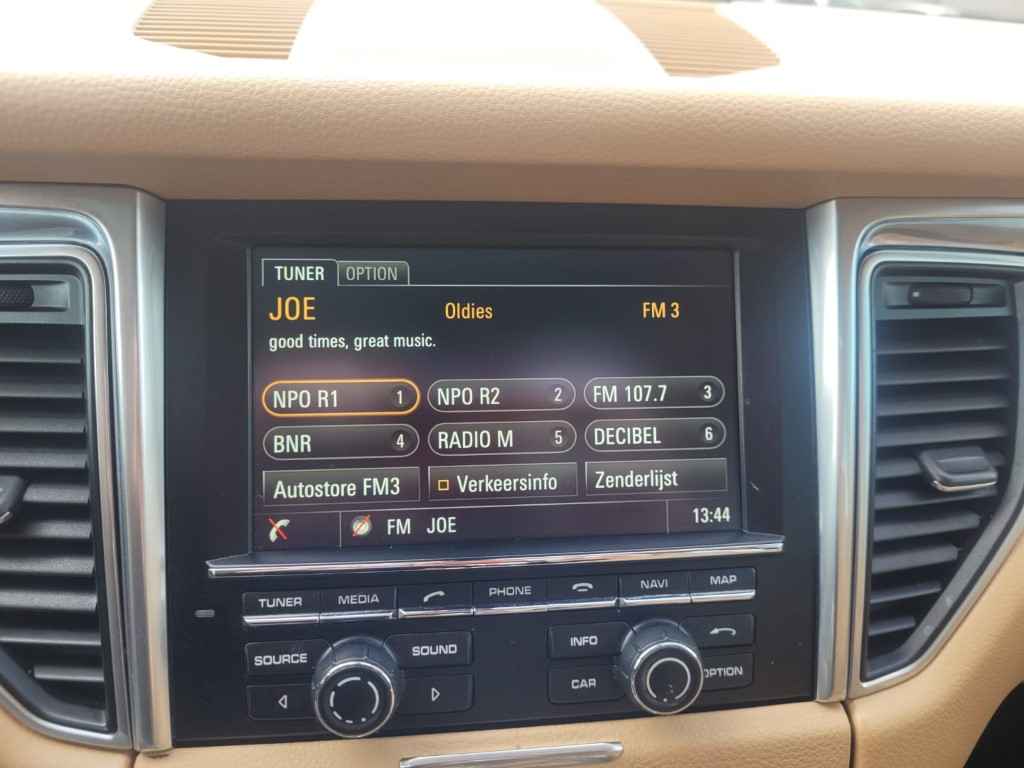 TUNER OPTION
JOE Oldies FM 3
good times, great music.
NPO R1 1 NPO R2 2 FM 107.7 3
BNR 4 RADIO M 5 DECIBEL 6
Autostore FM3 Verkeersinfo Zenderlijst
FM JOE 13:44
TUNER MEDIA PHONE NAVI MAP
SOURCE SOUND INFO
CAR OPTION